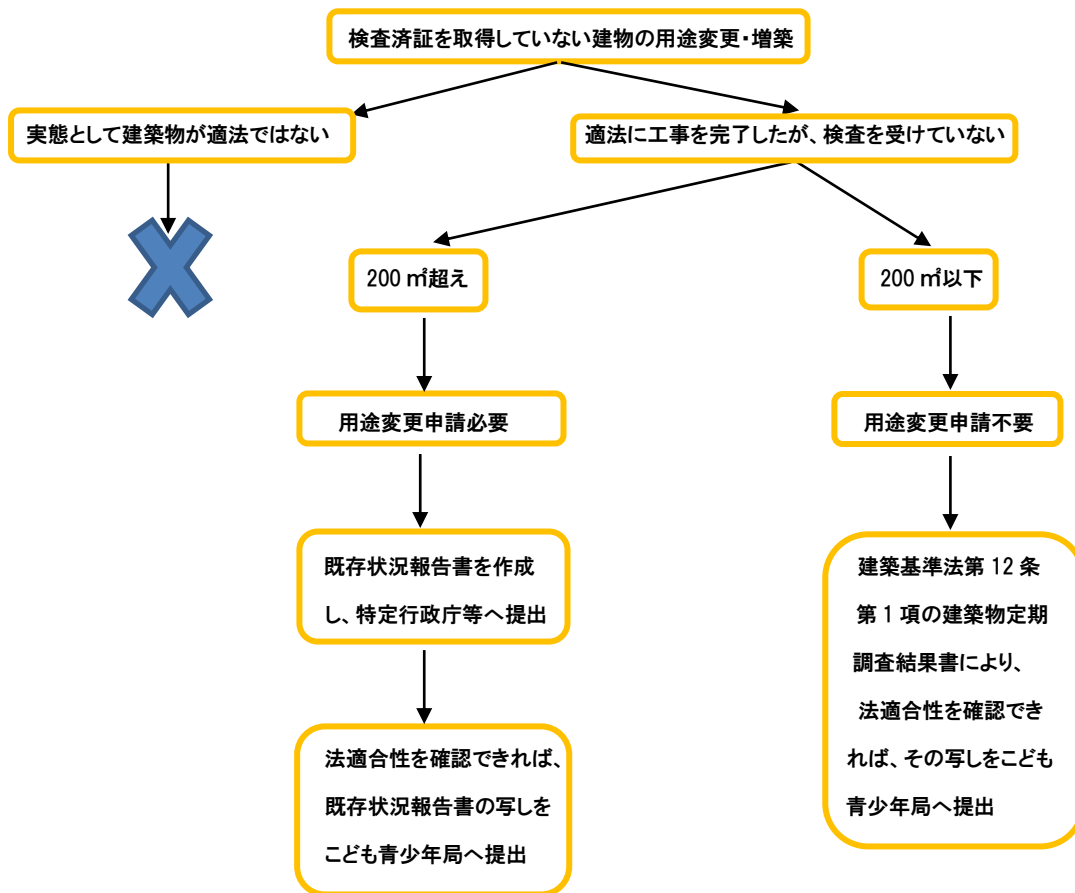 検査済証を取得していない建物の用途変更・増築
実態として建築物が適法ではない
適法に工事を完了したが、検査を受けていない
200㎡超え
200㎡以下
用途変更申請必要
用途変更申請不要
既存状況報告書を作成
し、特定行政庁等へ提出
建築基準法第12条
第1項の建築物定期
調査結果書により、
法適合性を確認でき
れば、その写しをこども
青少年局へ提出
法適合性を確認できれば、
既存状況報告書の写しを
こども青少年局へ提出